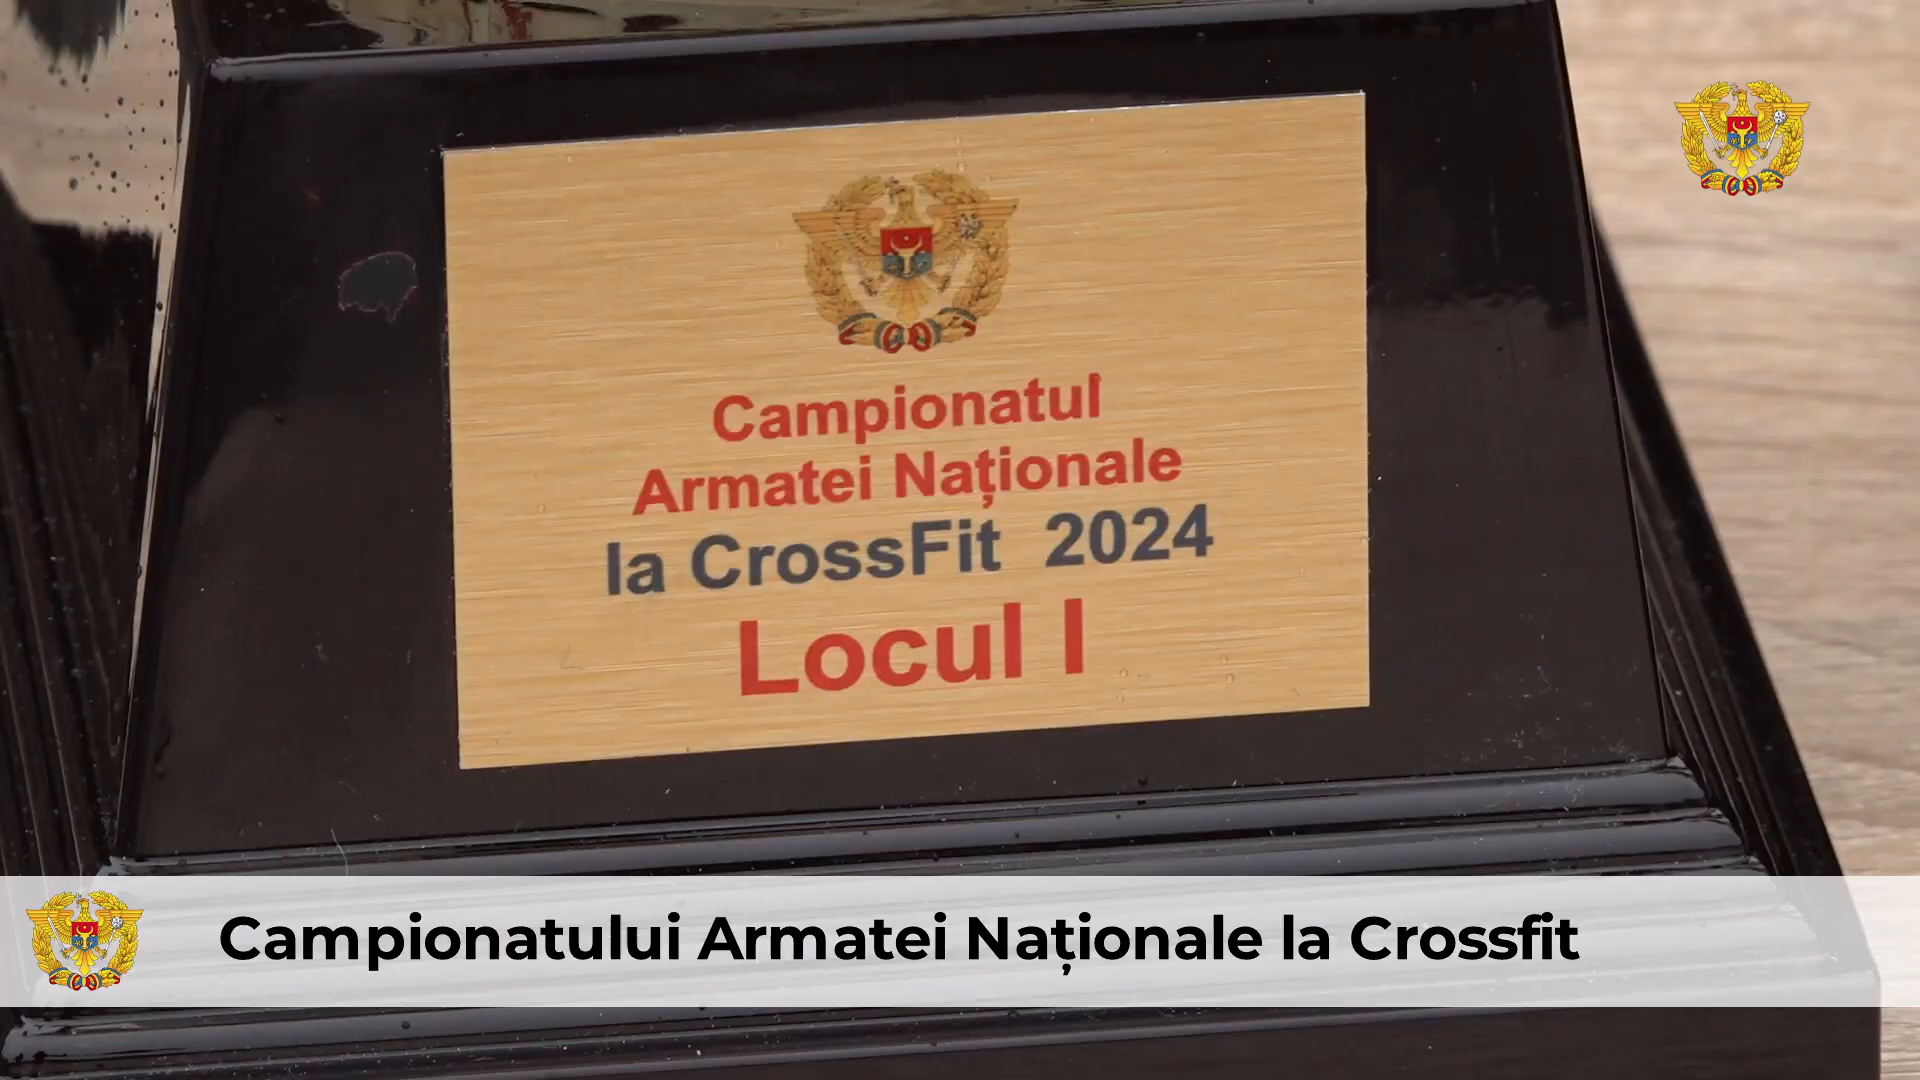 Campionatul
Armatei Naționale
la CrossFit 2024
Locul I
Campionatului Armatei Naționale la Crossfit